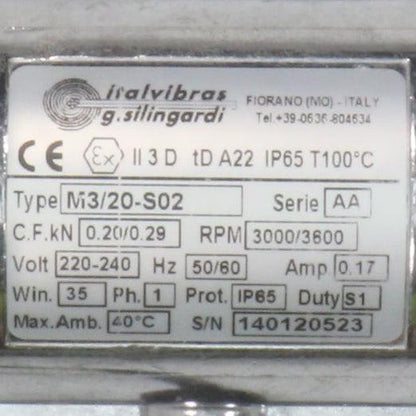 italvibras
g.silingardi
FIORANO (MO) - ITALY
Tel.+39-0536-804634
CE Ex II 3 D tD A22 IP65 T100°C
Type M3/20-S02 Serie AA
C.F.kN 0.20/0.29 RPM 3000/3600
Volt 220-240 Hz 50/60 Amp 0.17
Win. 35 Ph. 1 Prot. IP65 Duty S1
Max.Amb. 40°C S/N 140120523